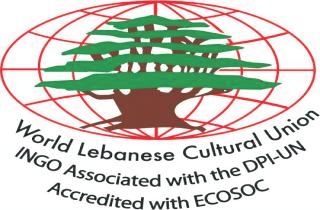 World Lebanese Cultural Union
INGO Associated with the DPI-UN
Accredited with ECOSOC